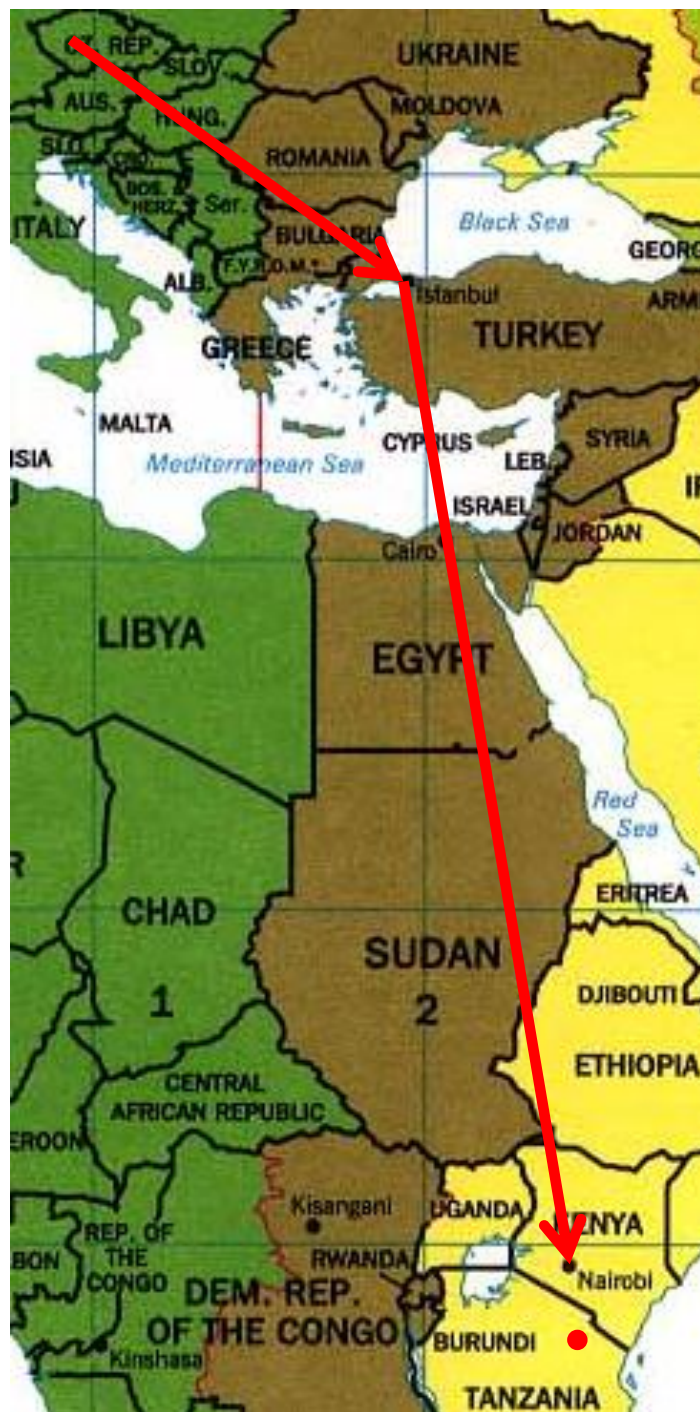 CZ. REP.
UKRAINE
SLOV.
AUS.
HUNG.
MOLDOVA
SLO.
CRO.
ROMANIA
BOS. &
HERZ.
Ser.
ITALY
BULGARIA
Black Sea
GEORG
F.Y.R.O.M.*
ALB.
Istanbul
ARM
TURKEY
GREECE
MALTA
CYPRUS
SYRIA
ISIA
Mediterranean Sea
LEB.
ISRAEL
Cairo
JORDAN
LIBYA
EGYPT
Red
Sea
R
ERITREA
CHAD
SUDAN
DJIBOUTI
1
2
ETHIOPIA
CENTRAL
AFRICAN REPUBLIC
EROON
Kisangani
UGANDA
KENYA
REP. OF
THE
CONGO
BON
RWANDA
Nairobi
DEM. REP.
OF THE CONGO
BURUNDI
Kinshasa
TANZANIA